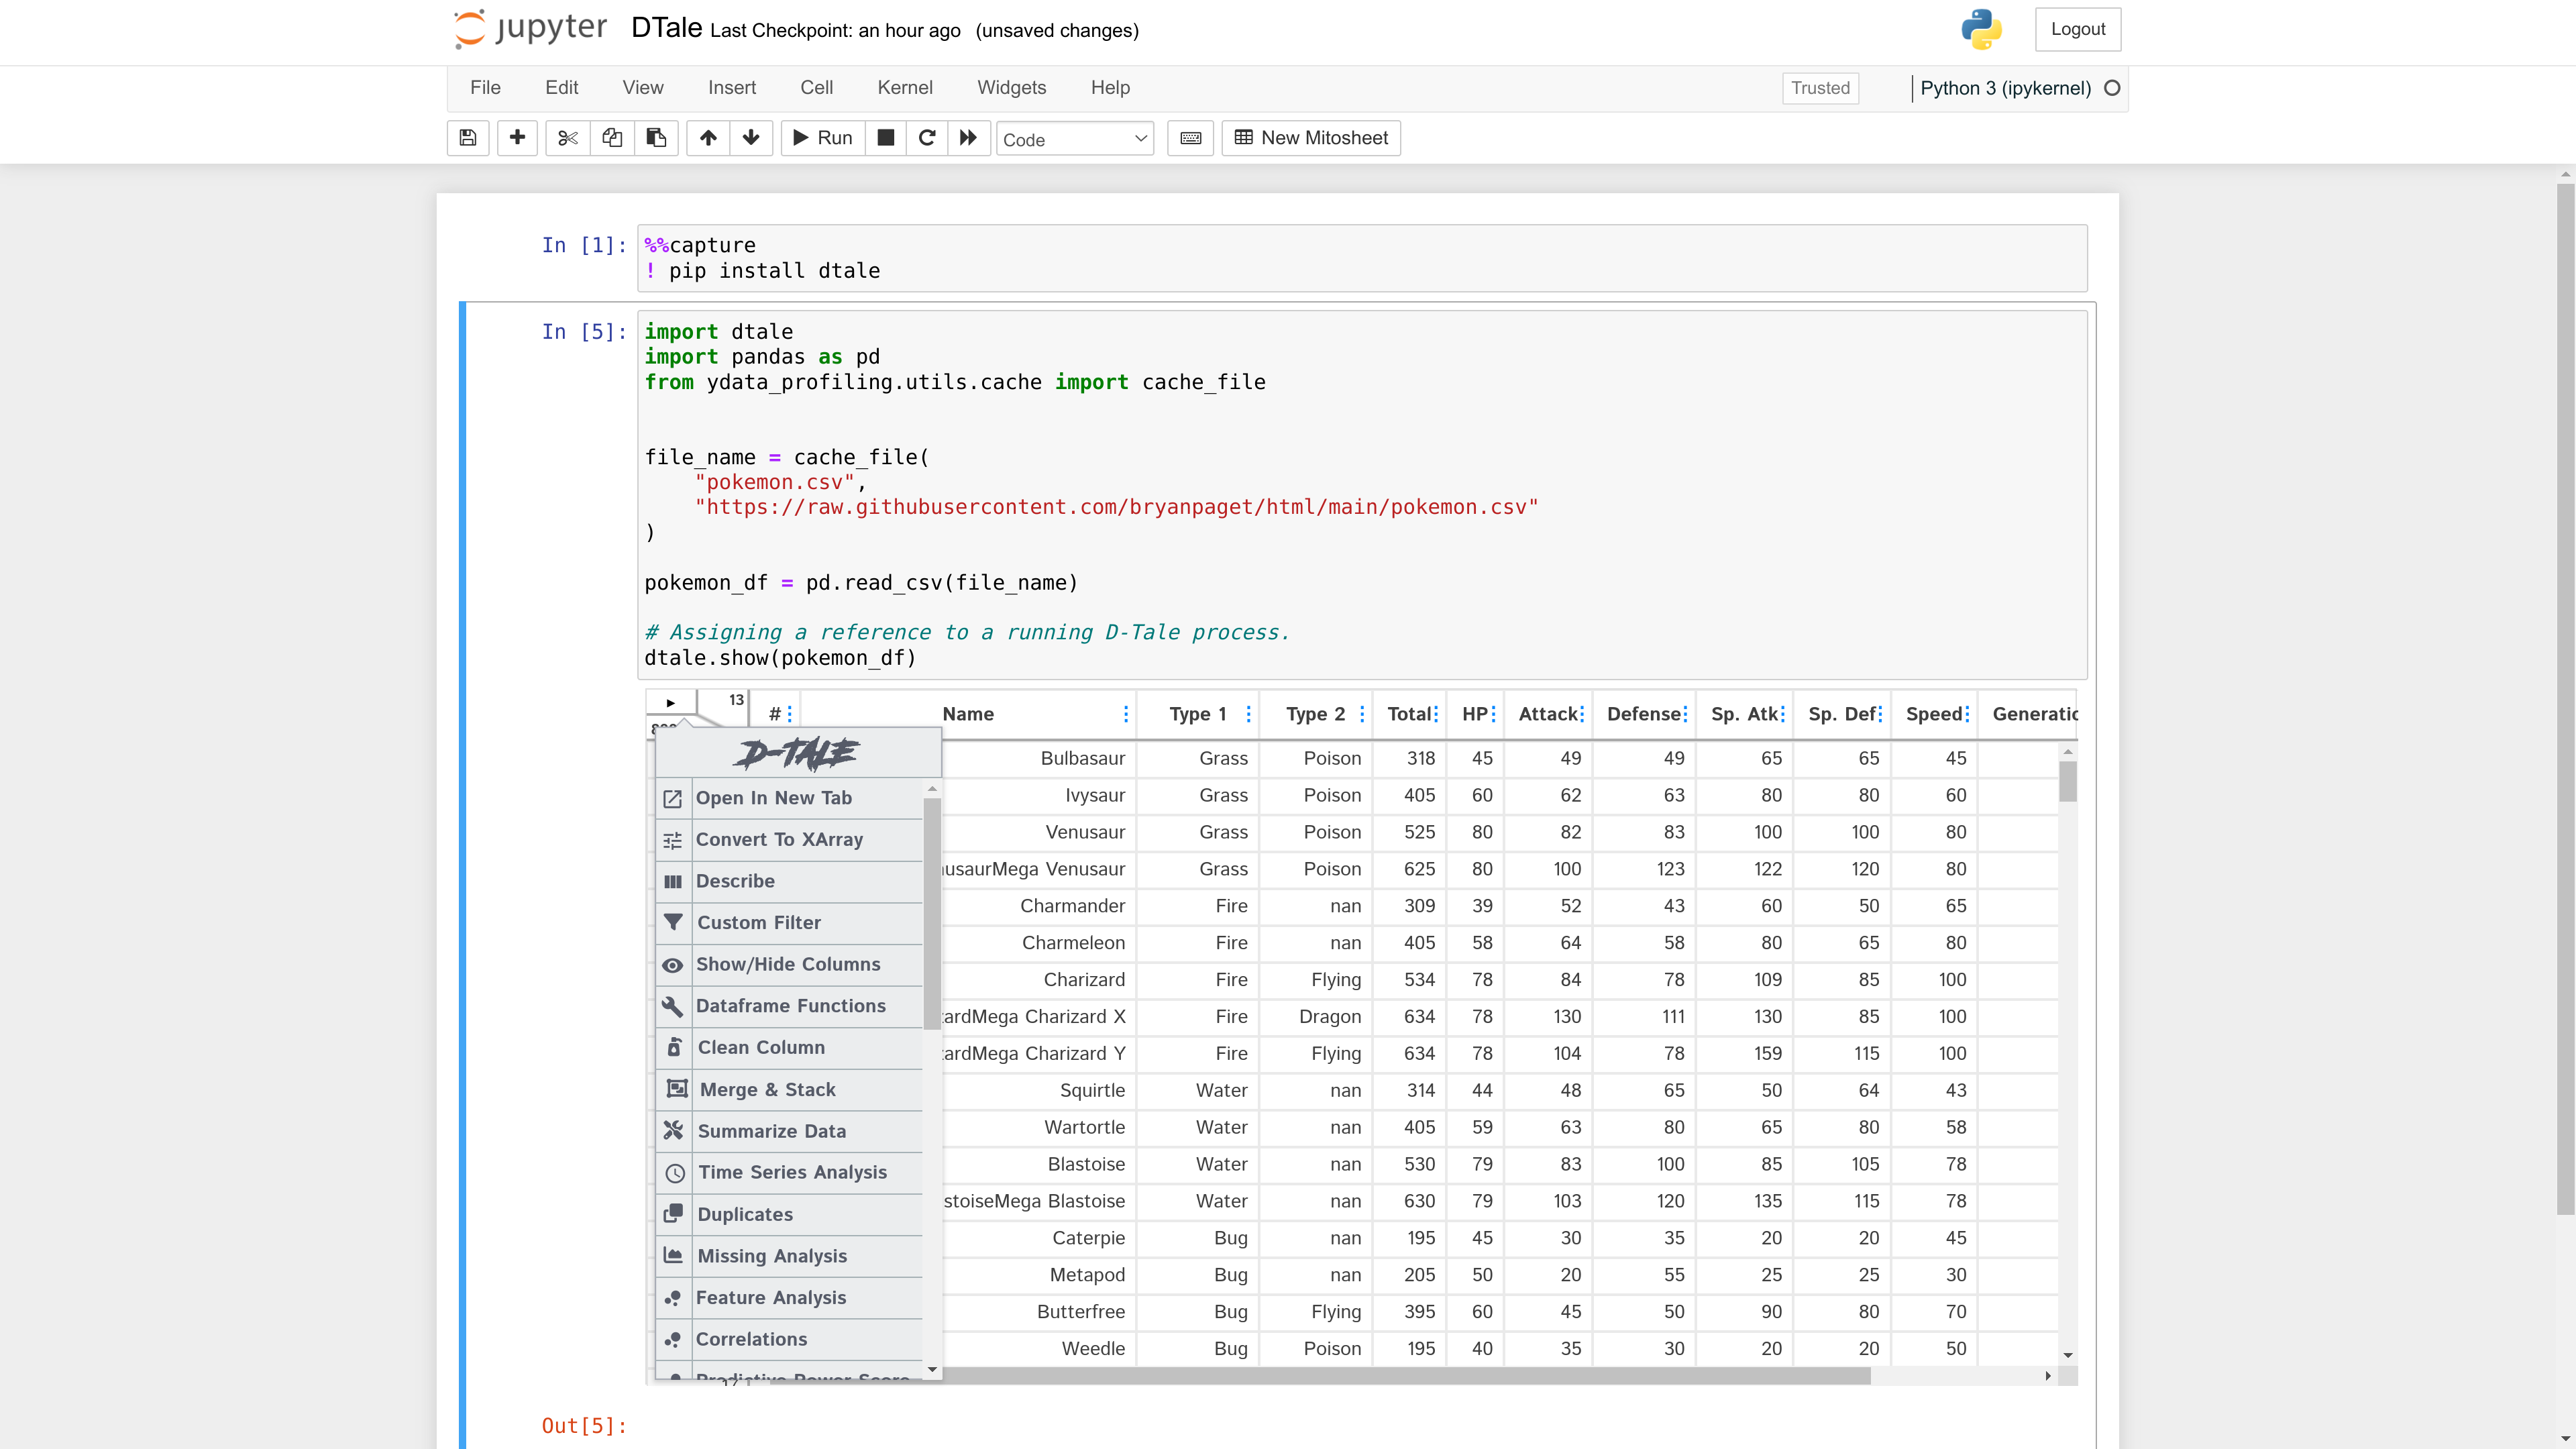 jupyter DTale Last Checkpoint: an hour ago (unsaved changes) Logout
File Edit View Insert Cell Kernel Widgets Help Trusted Python 3 (ipykernel)
Run Code New Mitosheet
In [1]: %%capture
! pip install dtale
In [5]: import dtale
import pandas as pd
from ydata_profiling.utils.cache import cache_file
file_name = cache_file(
"pokemon.csv",
"https://raw.githubusercontent.com/bryanpaget/html/main/pokemon.csv"
)
pokemon_df = pd.read_csv(file_name)
# Assigning a reference to a running D-Tale process.
dtale.show(pokemon_df)
13 # Name Type 1 Type 2 Total HP Attack Defense Sp. Atk Sp. Def Speed Generatio
D-TALE
Open In New Tab
Convert To XArray
Describe
Custom Filter
Show/Hide Columns
Dataframe Functions
Clean Column
Merge & Stack
Summarize Data
Time Series Analysis
Duplicates
Missing Analysis
Feature Analysis
Correlations
Predictive Power Score
Bulbasaur Grass Poison 318 45 49 49 65 65 45
Ivysaur Grass Poison 405 60 62 63 80 80 60
Venusaur Grass Poison 525 80 82 83 100 100 80
usaurMega Venusaur Grass Poison 625 80 100 123 122 120 80
Charmander Fire nan 309 39 52 43 60 50 65
Charmeleon Fire nan 405 58 64 58 80 65 80
Charizard Fire Flying 534 78 84 78 109 85 100
ardMega Charizard X Fire Dragon 634 78 130 111 130 85 100
ardMega Charizard Y Fire Flying 634 78 104 78 159 115 100
Squirtle Water nan 314 44 48 65 50 64 43
Wartortle Water nan 405 59 63 80 65 80 58
Blastoise Water nan 530 79 83 100 85 105 78
stoiseMega Blastoise Water nan 630 79 103 120 135 115 78
Caterpie Bug nan 195 45 30 35 20 20 45
Metapod Bug nan 205 50 20 55 25 25 30
Butterfree Bug Flying 395 60 45 50 90 80 70
Weedle Bug Poison 195 40 35 30 20 20 50
Out[5]: